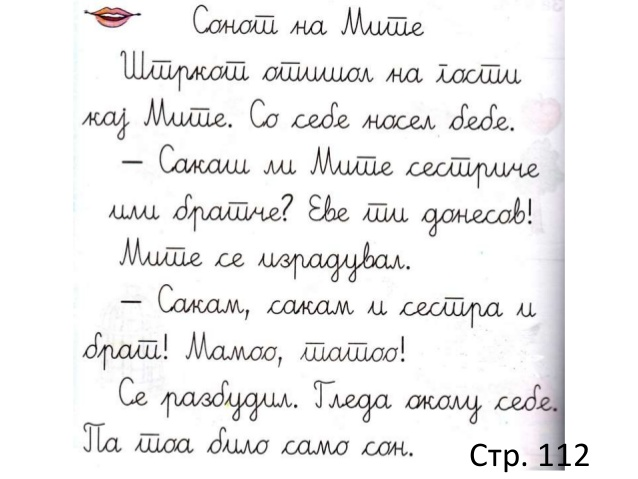 Сонот на Мите
Штркот отишол на гости
кај Мите. Со себе носел бебе.
– Сакаш ли Мите сестриче
или братче? Еве ти донесов!
Мите се израдувал.
– Сакам, сакам и сестра и
брат! Мамоо, татоо!
Се разбудил. Гледа околу себе.
Па тоа било само сон.
Стр. 112